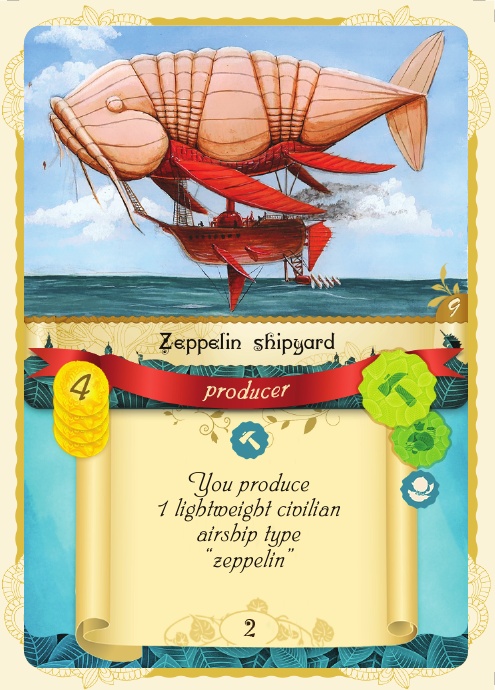 9
Zeppelin shipyard
4
producer
You produce
1 lightweight civilian
airship type
“zeppelin”
2